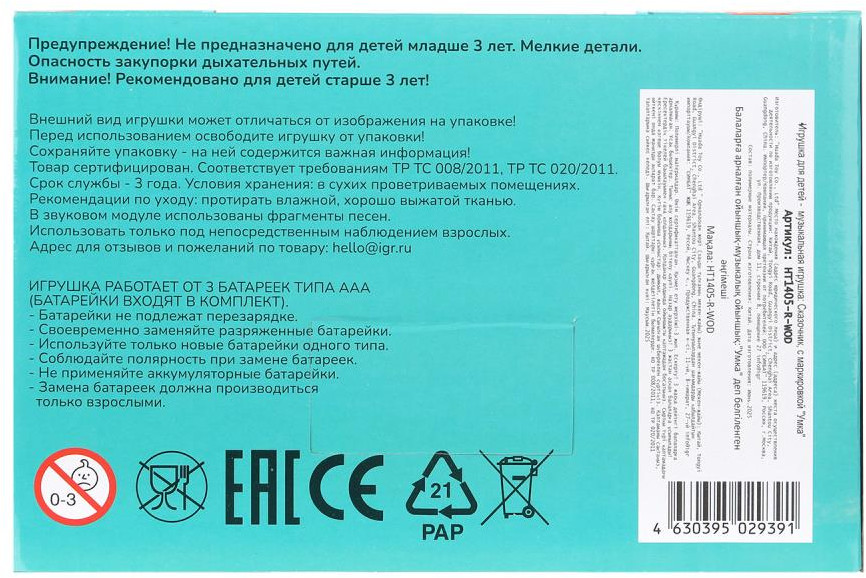 Предупреждение! Не предназначено для детей младше 3 лет. Мелкие детали.
Опасность закупорки дыхательных путей.
Внимание! Рекомендовано для детей старше 3 лет!
Внешний вид игрушки может отличаться от изображения на упаковке!
Перед использованием освободите игрушку от упаковки!
Сохраняйте упаковку - на ней содержится важная информация!
Товар сертифицирован. Соответствует требованиям ТР ТС 008/2011, ТР ТС 020/2011.
Срок службы - 3 года. Условия хранения: в сухих проветриваемых помещениях.
Рекомендации по уходу: протирать влажной, хорошо выжатой тканью.
В звуковом модуле использованы фрагменты песен.
Использовать только под непосредственным наблюдением взрослых.
Адрес для отзывов и пожеланий по товару: hello@igr.ru
ИГРУШКА РАБОТАЕТ ОТ 3 БАТАРЕЕК ТИПА ААА
(БАТАРЕЙКИ ВХОДЯТ В КОМПЛЕКТ).
- Батарейки не подлежат перезарядке.
- Своевременно заменяйте разряженные батарейки.
- Используйте только новые батарейки одного типа.
- Соблюдайте полярность при замене батареек.
- Не применяйте аккумуляторные батарейки.
- Замена батареек должна производиться
только взрослыми.
0-3
EAC
CE
21
PAP
Игрушка для детей - музыкальная игрушка: Сказочник, с маркировкой "Умка"
Артикул: HT1405-R-WOD
Балаларға арналған ойыншық-музыкалық ойыншық: "Умка" деп белгіленген
әңгімеші
Мақала: HT1405-R-WOD
4 630395 029391